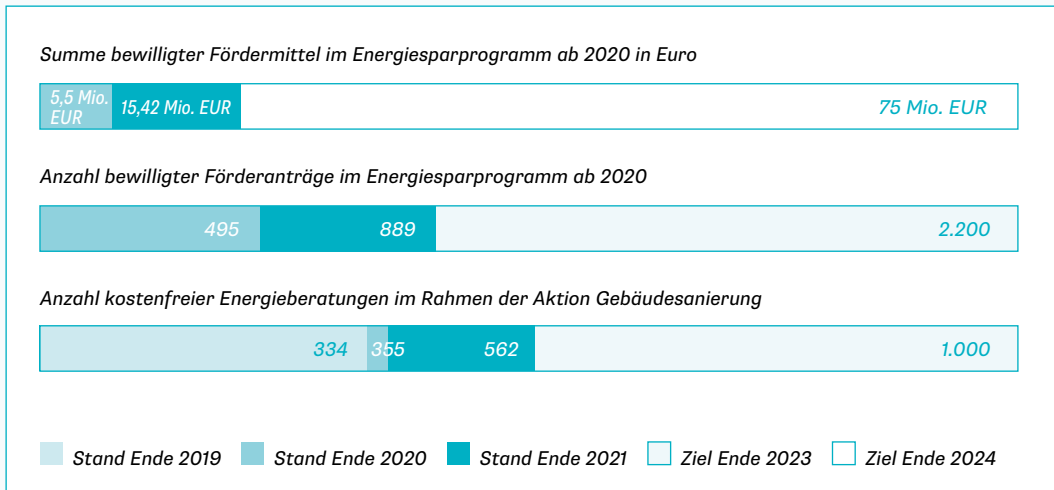 Summe bewilligter Fördermittel im Energiesparprogramm ab 2020 in Euro
5,5 Mio.
EUR
15,42 Mio. EUR
75 Mio. EUR
Anzahl bewilligter Förderanträge im Energiesparprogramm ab 2020
495
889
2.200
Anzahl kostenfreier Energieberatungen im Rahmen der Aktion Gebäudesanierung
334
355
562
1.000
Stand Ende 2019
Stand Ende 2020
Stand Ende 2021
Ziel Ende 2023
Ziel Ende 2024